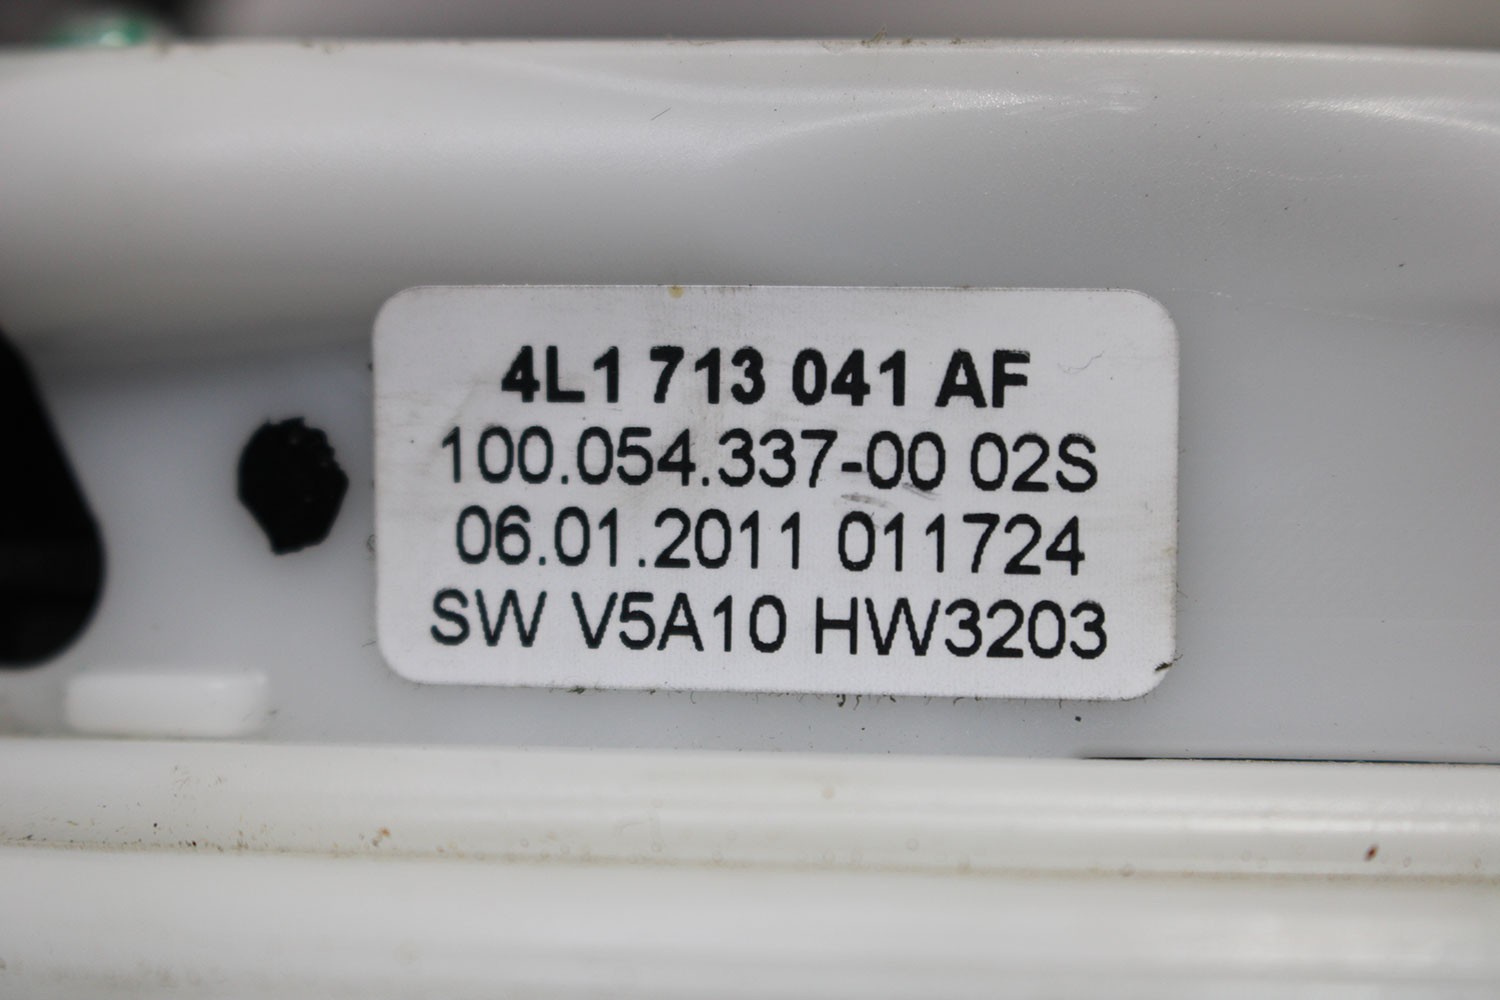 4L1 713 041 AF
100.054.337-00 02S
06.01.2011 011724
SW V5A10 HW3203